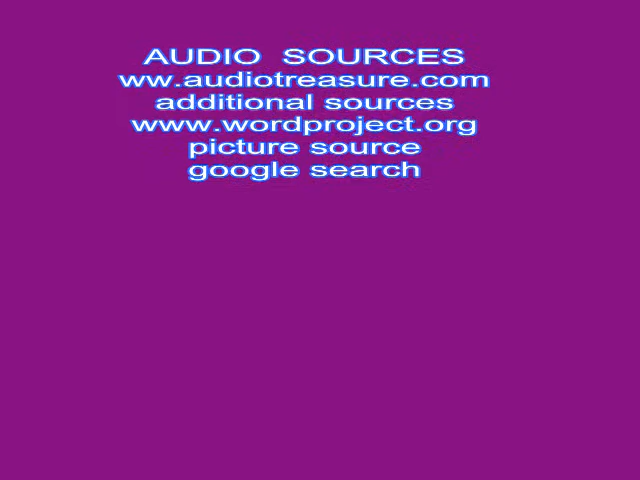 AUDIO  SOURCES
ww.audiotreasure.com
additional sources
www.wordproject.org
picture source
google search